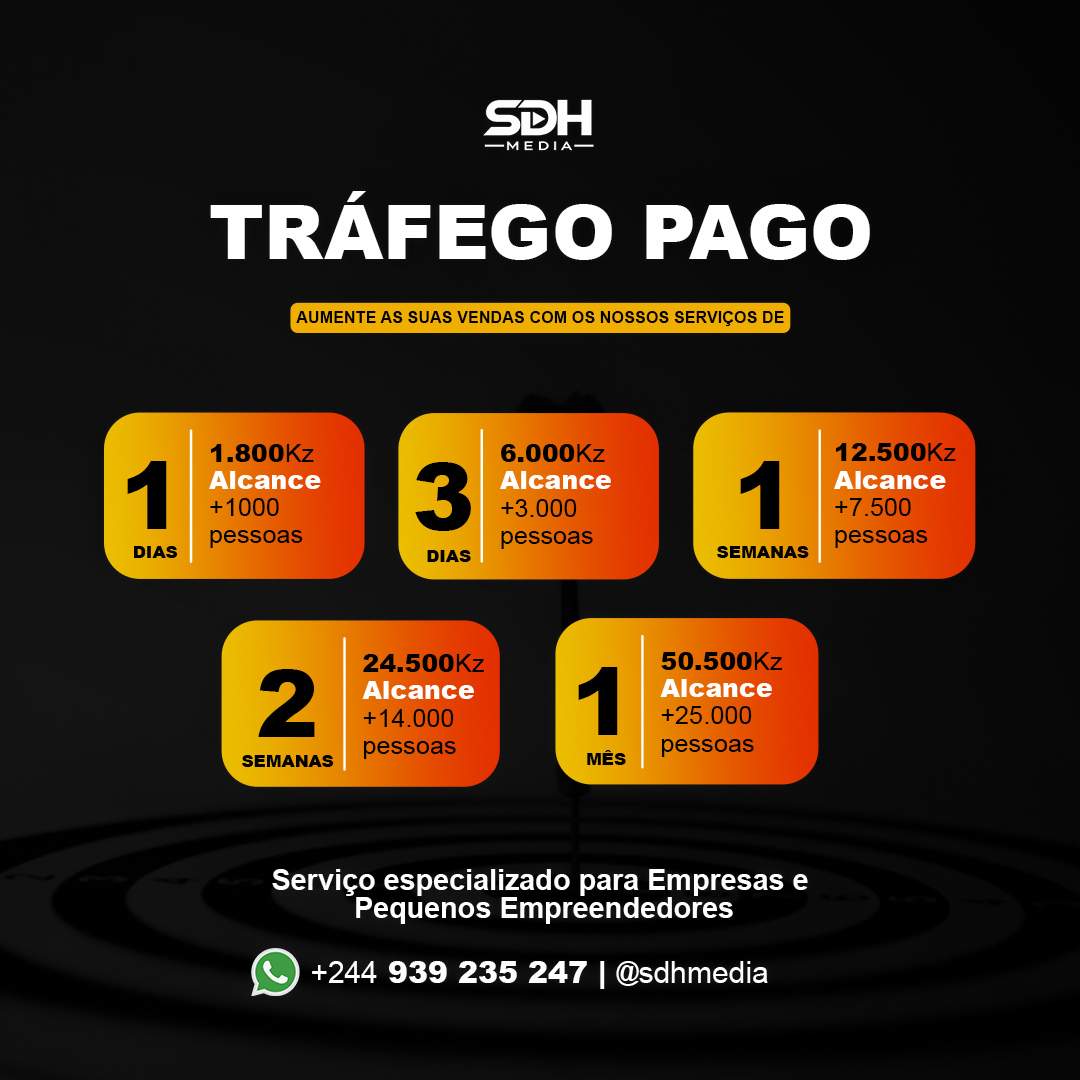 SDH
MEDIA
TRÁFEGO PAGO
AUMENTE AS SUAS VENDAS COM OS NOSSOS SERVIÇOS DE
1
DIAS
1.800Kz
Alcance
+1000
pessoas
3
DIAS
6.000Kz
Alcance
+3.000
pessoas
1
SEMANAS
12.500Kz
Alcance
+7.500
pessoas
2
SEMANAS
24.500Kz
Alcance
+14.000
pessoas
1
MÊS
50.500Kz
Alcance
+25.000
pessoas
Serviço especializado para Empresas e
Pequenos Empreendedores
+244 939 235 247 | @sdhmedia